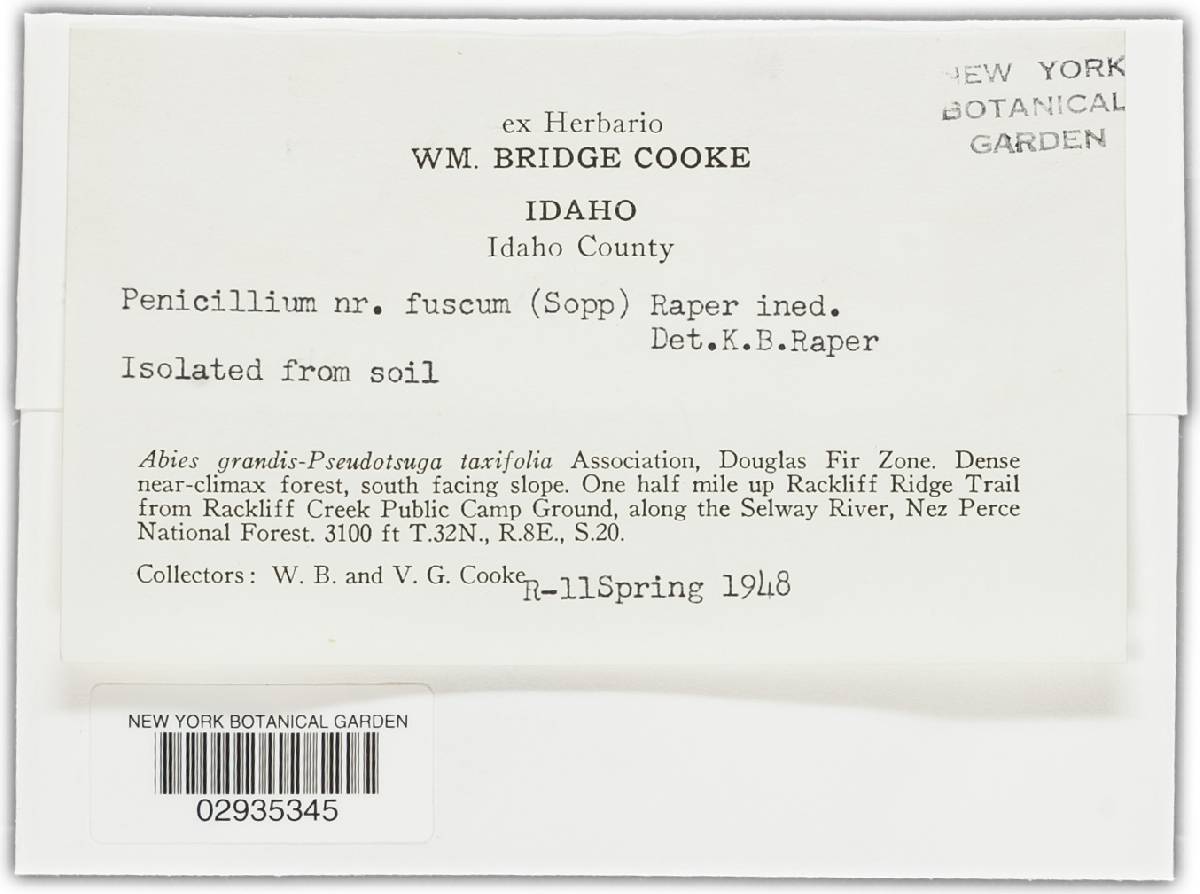 NEW YORK
BOTANICAL
GARDEN
ex Herbario
WM. BRIDGE COOKE
IDAHO
Idaho County
Penicillium nr. fuscum (Sopp) Raper ined.
Det.K.B.Raper
Isolated from soil
Abies grandis-Pseudotsuga taxifolia Association, Douglas Fir Zone. Dense
near-climax forest, south facing slope. One half mile up Rackliff Ridge Trail
from Rackliff Creek Public Camp Ground, along the Selway River, Nez Perce
National Forest. 3100 ft T.32N., R.8E., S.20.
Collectors: W. B. and V. G. Cooke R-11Spring 1948
NEW YORK BOTANICAL GARDEN
02935345